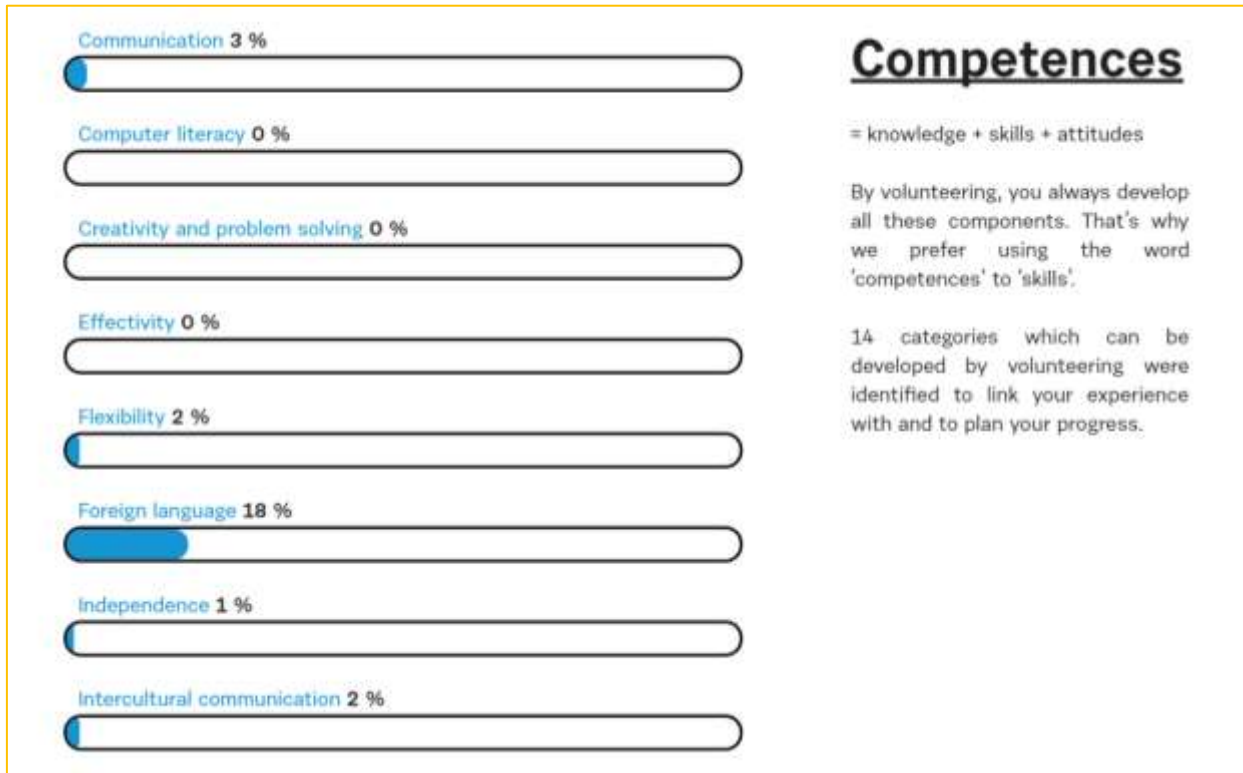 Communication 3 %
Computer literacy 0 %
Creativity and problem solving 0 %
Effectivity 0 %
Flexibility 2 %
Foreign language 18 %
Independence 1 %
Intercultural communication 2 %
Competences
= knowledge + skills + attitudes
By volunteering, you always develop
all these components. That's why
we prefer using the word
'competences' to 'skills'.
14 categories which can be
developed by volunteering were
identified to link your experience
with and to plan your progress.